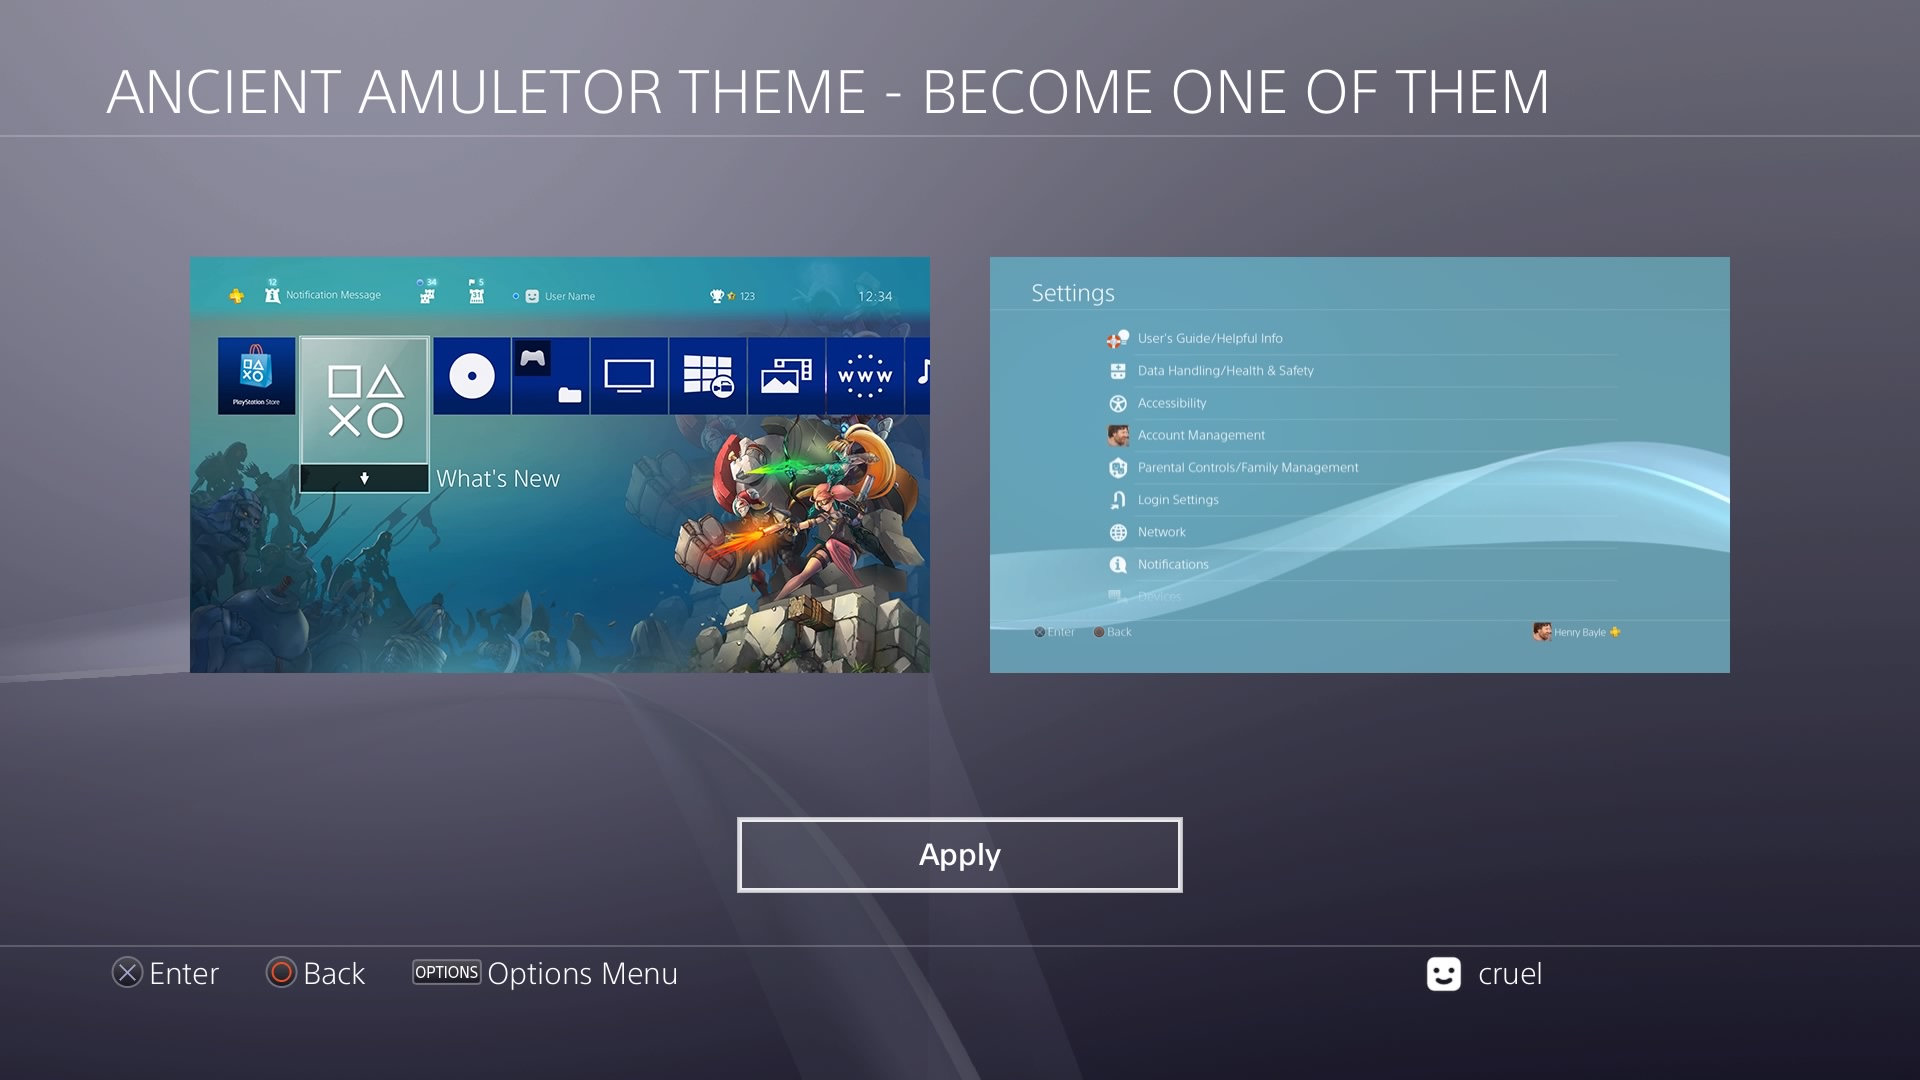 ANCIENT AMULETOR THEME - BECOME ONE OF THEM
12
Notification Message
34
5
31
User Name
123
12:34
PlayStation Store
WWW
What's New
Settings
User's Guide/Helpful Info
Data Handling/Health & Safety
Accessibility
Account Management
Parental Controls/Family Management
Login Settings
Network
Notifications
Devices
Enter
Back
Henry Bayle
Apply
Enter
Back
OPTIONS Options Menu
cruel